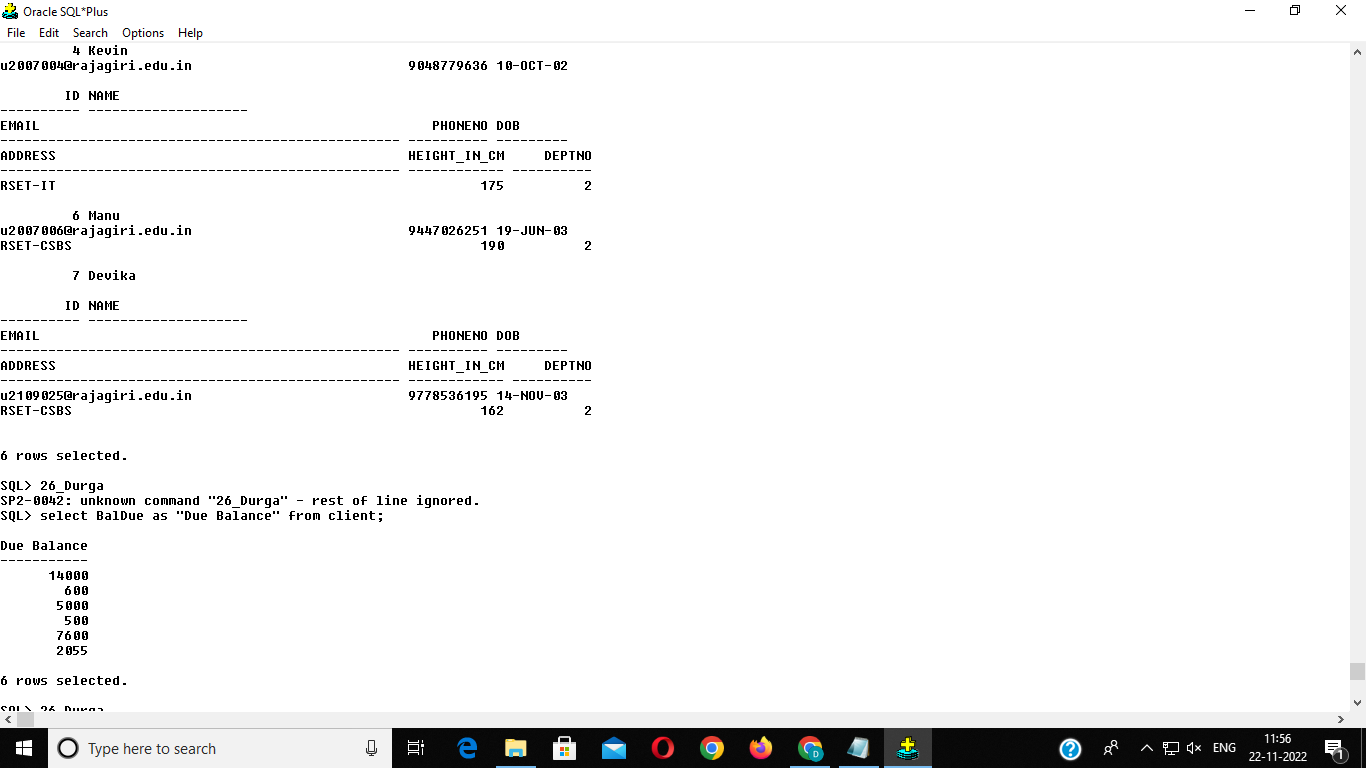 Oracle SQL*Plus
File Edit Search Options Help
4 Kevin
u2007004@rajagiri.edu.in 9048779636 10-OCT-02
ID NAME
---------- --------------------
EMAIL PHONENO DOB
-------------------------------------------------- ---------- ---------
ADDRESS HEIGHT_IN_CM DEPTNO
-------------------------------------------------- ------------ ----------
RSET-IT 175 2
6 Manu
u2007006@rajagiri.edu.in 9447026251 19-JUN-03
RSET-CSBS 190 2
7 Devika
ID NAME
---------- --------------------
EMAIL PHONENO DOB
-------------------------------------------------- ---------- ---------
ADDRESS HEIGHT_IN_CM DEPTNO
-------------------------------------------------- ------------ ----------
u2109025@rajagiri.edu.in 9778536195 14-NOV-03
RSET-CSBS 162 2
6 rows selected.
SQL> 26_Durga
SP2-0042: unknown command "26_Durga" - rest of line ignored.
SQL> select BalDue as "Due Balance" from client;
Due Balance
-----------
14000
600
5000
500
7600
2055
6 rows selected.
SQL> 26_Durga
Type here to search
D
ENG
11:56
22-11-2022
1